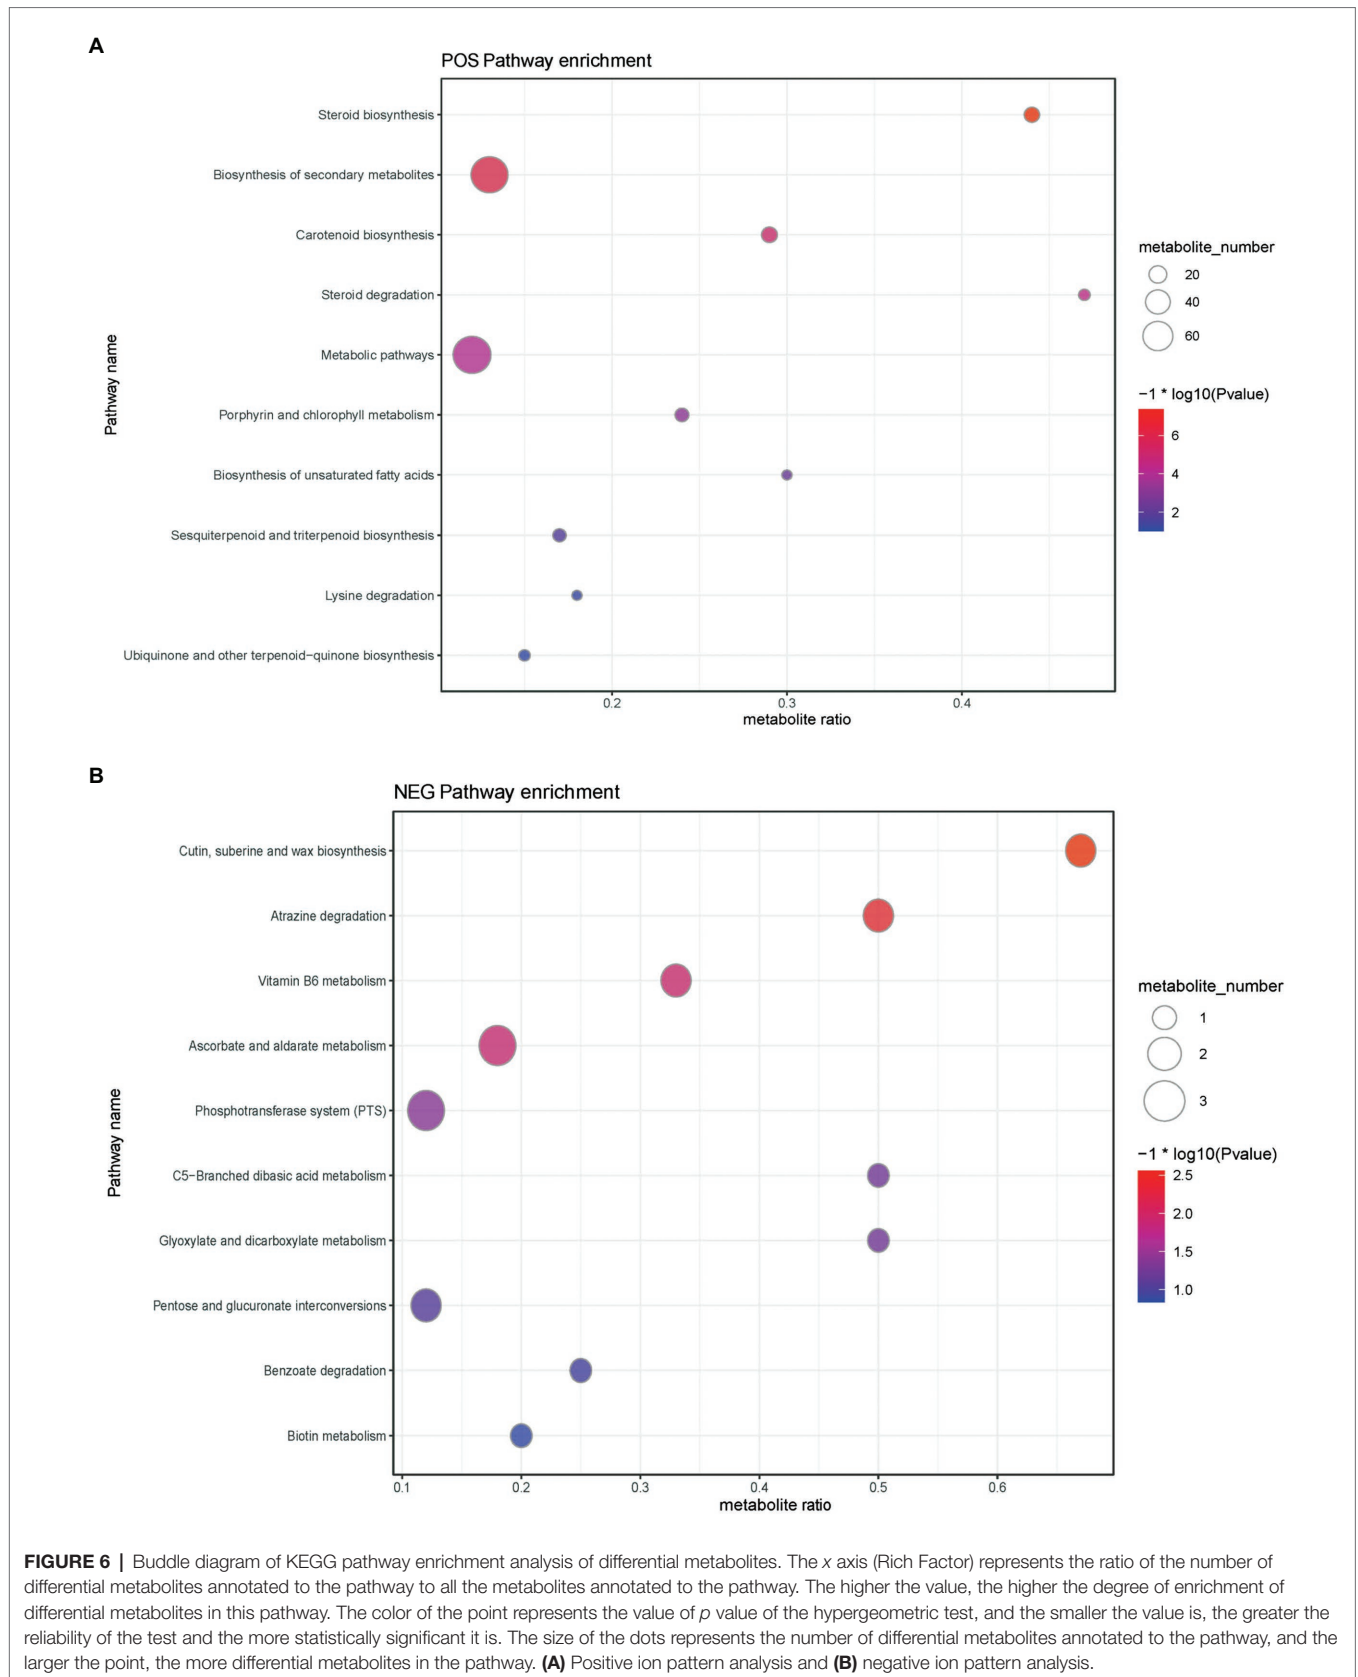 A
POS Pathway enrichment
Pathway name
Steroid biosynthesis
Biosynthesis of secondary metabolites
Carotenoid biosynthesis
Steroid degradation
Metabolic pathways
Porphyrin and chlorophyll metabolism
Biosynthesis of unsaturated fatty acids
Sesquiterpenoid and triterpenoid biosynthesis
Lysine degradation
Ubiquinone and other terpenoid−quinone biosynthesis
0.2 0.3 0.4
metabolite ratio
metabolite_number
20
40
60
−1 * log10(Pvalue)
6
4
2
B
NEG Pathway enrichment
Pathway name
Cutin, suberine and wax biosynthesis
Atrazine degradation
Vitamin B6 metabolism
Ascorbate and aldarate metabolism
Phosphotransferase system (PTS)
C5−Branched dibasic acid metabolism
Glyoxylate and dicarboxylate metabolism
Pentose and glucuronate interconversions
Benzoate degradation
Biotin metabolism
0.1 0.2 0.3 0.4 0.5 0.6
metabolite ratio
metabolite_number
1
2
3
−1 * log10(Pvalue)
2.5
2.0
1.5
1.0
FIGURE 6 | Buddle diagram of KEGG pathway enrichment analysis of differential metabolites. The x axis (Rich Factor) represents the ratio of the number of
differential metabolites annotated to the pathway to all the metabolites annotated to the pathway. The higher the value, the higher the degree of enrichment of
differential metabolites in this pathway. The color of the point represents the value of p value of the hypergeometric test, and the smaller the value is, the greater the
reliability of the test and the more statistically significant it is. The size of the dots represents the number of differential metabolites annotated to the pathway, and the
larger the point, the more differential metabolites in the pathway. (A) Positive ion pattern analysis and (B) negative ion pattern analysis.